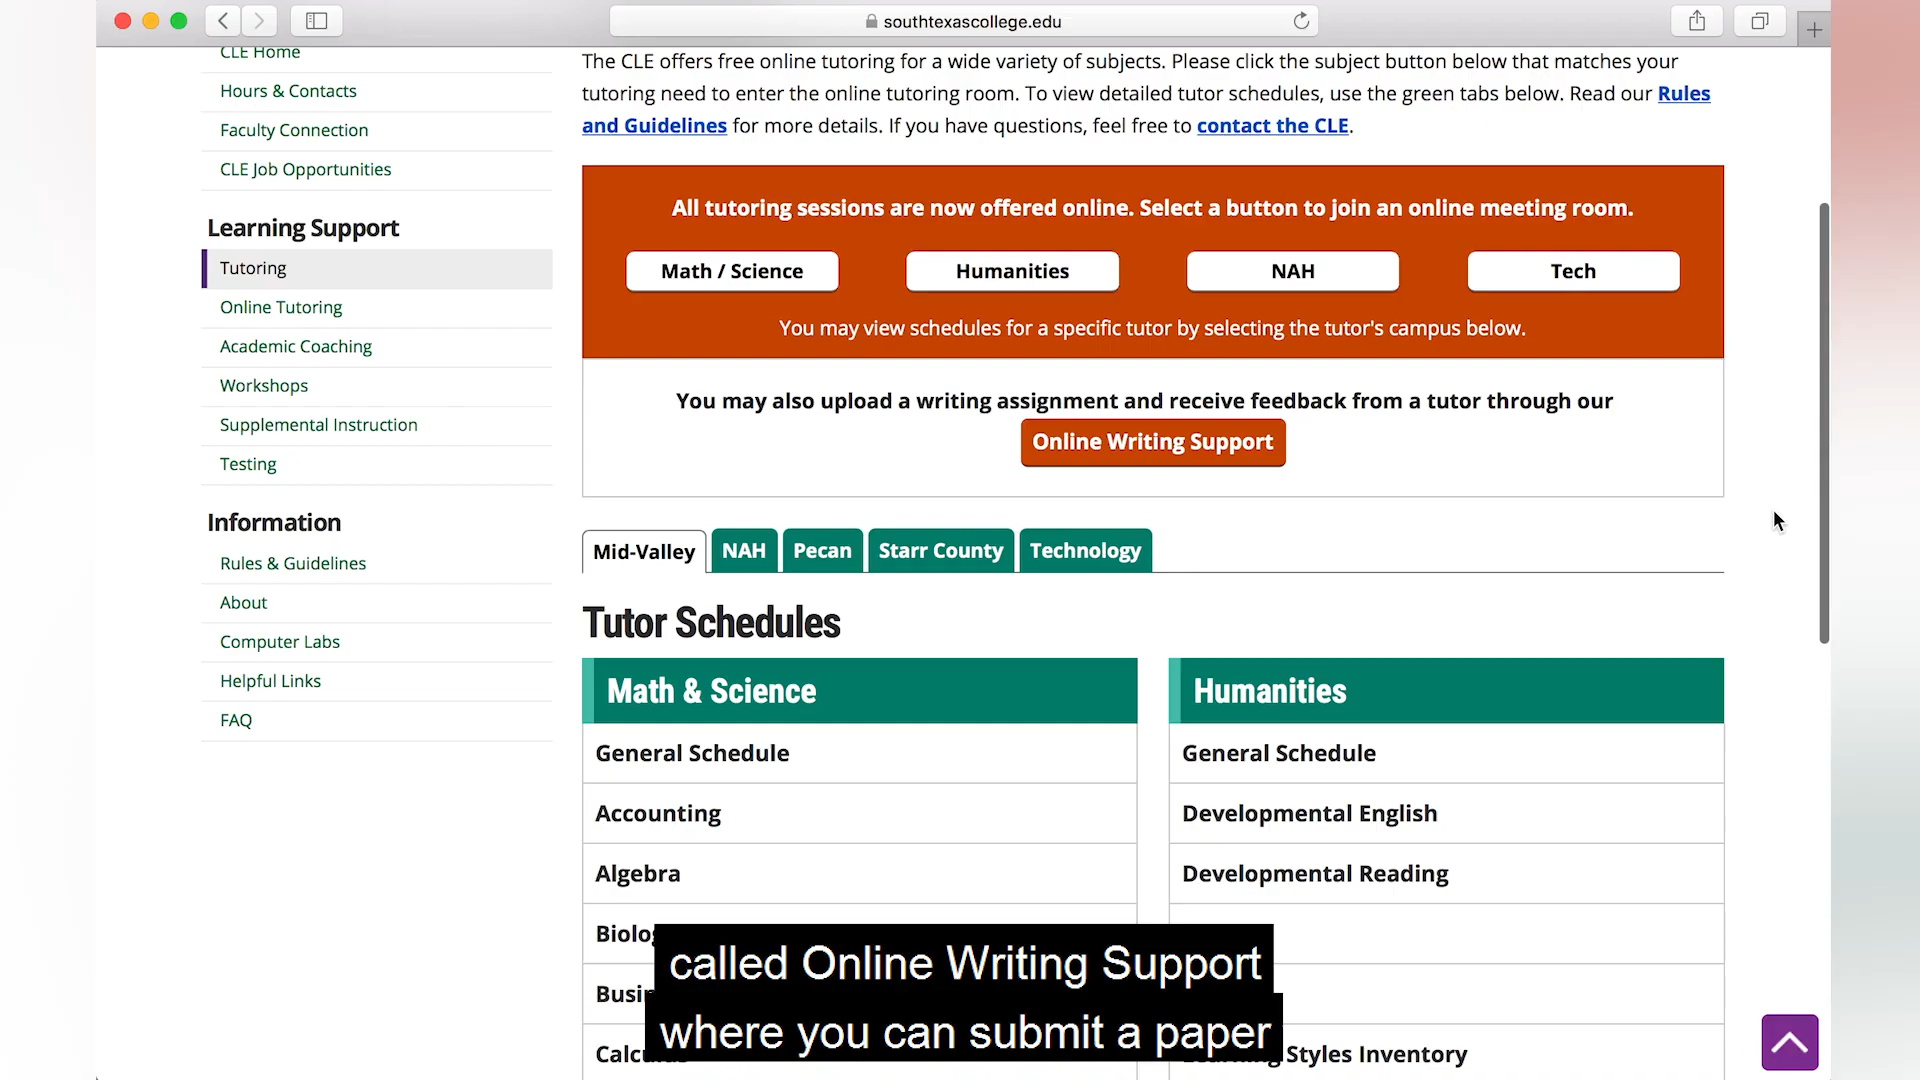 southtexascollege.edu
CLE Home
Hours & Contacts
Faculty Connection
CLE Job Opportunities
Learning Support
Tutoring
Online Tutoring
Academic Coaching
Workshops
Supplemental Instruction
Testing
Information
Rules & Guidelines
About
Computer Labs
Helpful Links
FAQ
The CLE offers free online tutoring for a wide variety of subjects. Please click the subject button below that matches your
tutoring need to enter the online tutoring room. To view detailed tutor schedules, use the green tabs below. Read our Rules
and Guidelines for more details. If you have questions, feel free to contact the CLE.
All tutoring sessions are now offered online. Select a button to join an online meeting room.
Math / Science
Humanities
NAH
Tech
You may view schedules for a specific tutor by selecting the tutor's campus below.
You may also upload a writing assignment and receive feedback from a tutor through our
Online Writing Support
Mid-Valley
NAH
Pecan
Starr County
Technology
Tutor Schedules
Math & Science
General Schedule
Accounting
Algebra
Humanities
General Schedule
Developmental English
Developmental Reading
Styles Inventory
called Online Writing Support
where you can submit a paper